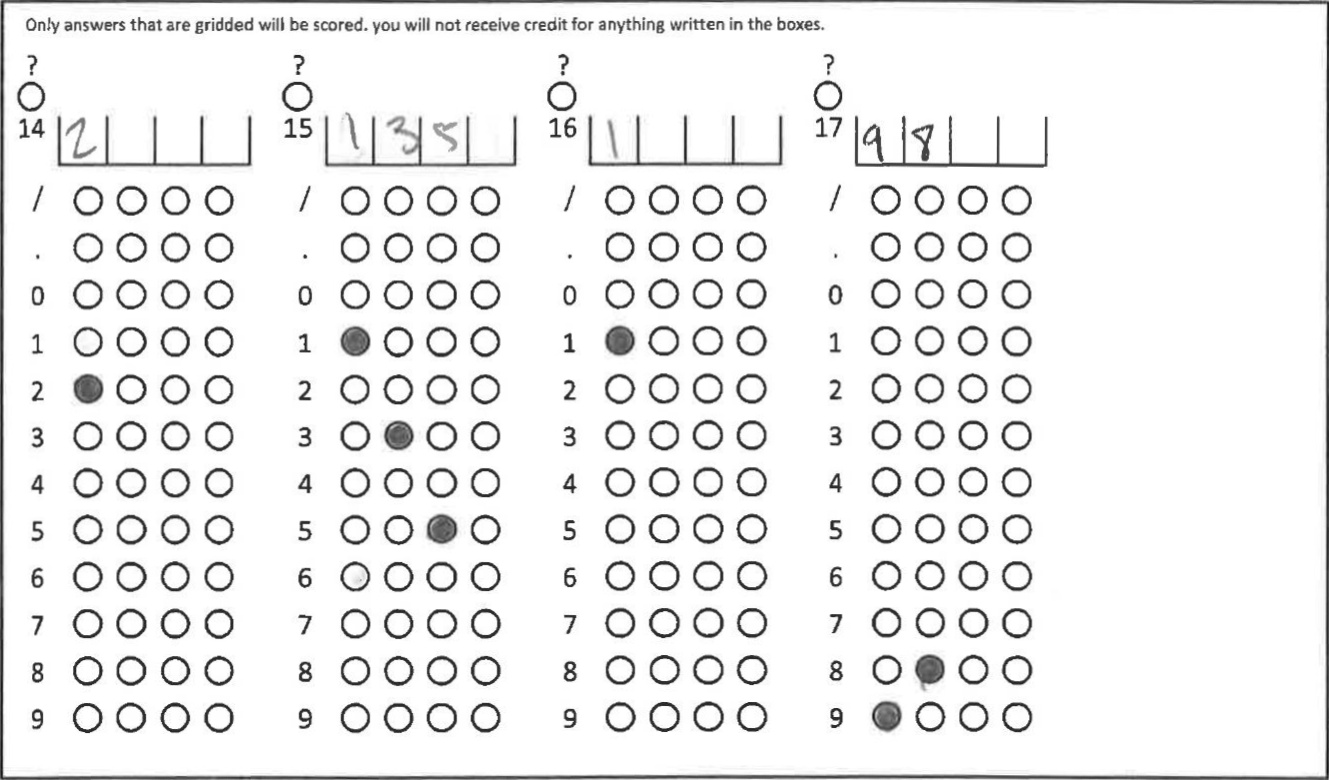 Only answers that are gridded will be scored. you will not receive credit for anything written in the boxes.
? ? ? ?
14 2 15 1 3 5 16 1 17 9 8
/ / / /
. . . .
0 0 0 0
1 1 1 1
2 2 2 2
3 3 3 3
4 4 4 4
5 5 5 5
6 6 6 6
7 7 7 7
8 8 8 8
9 9 9 9